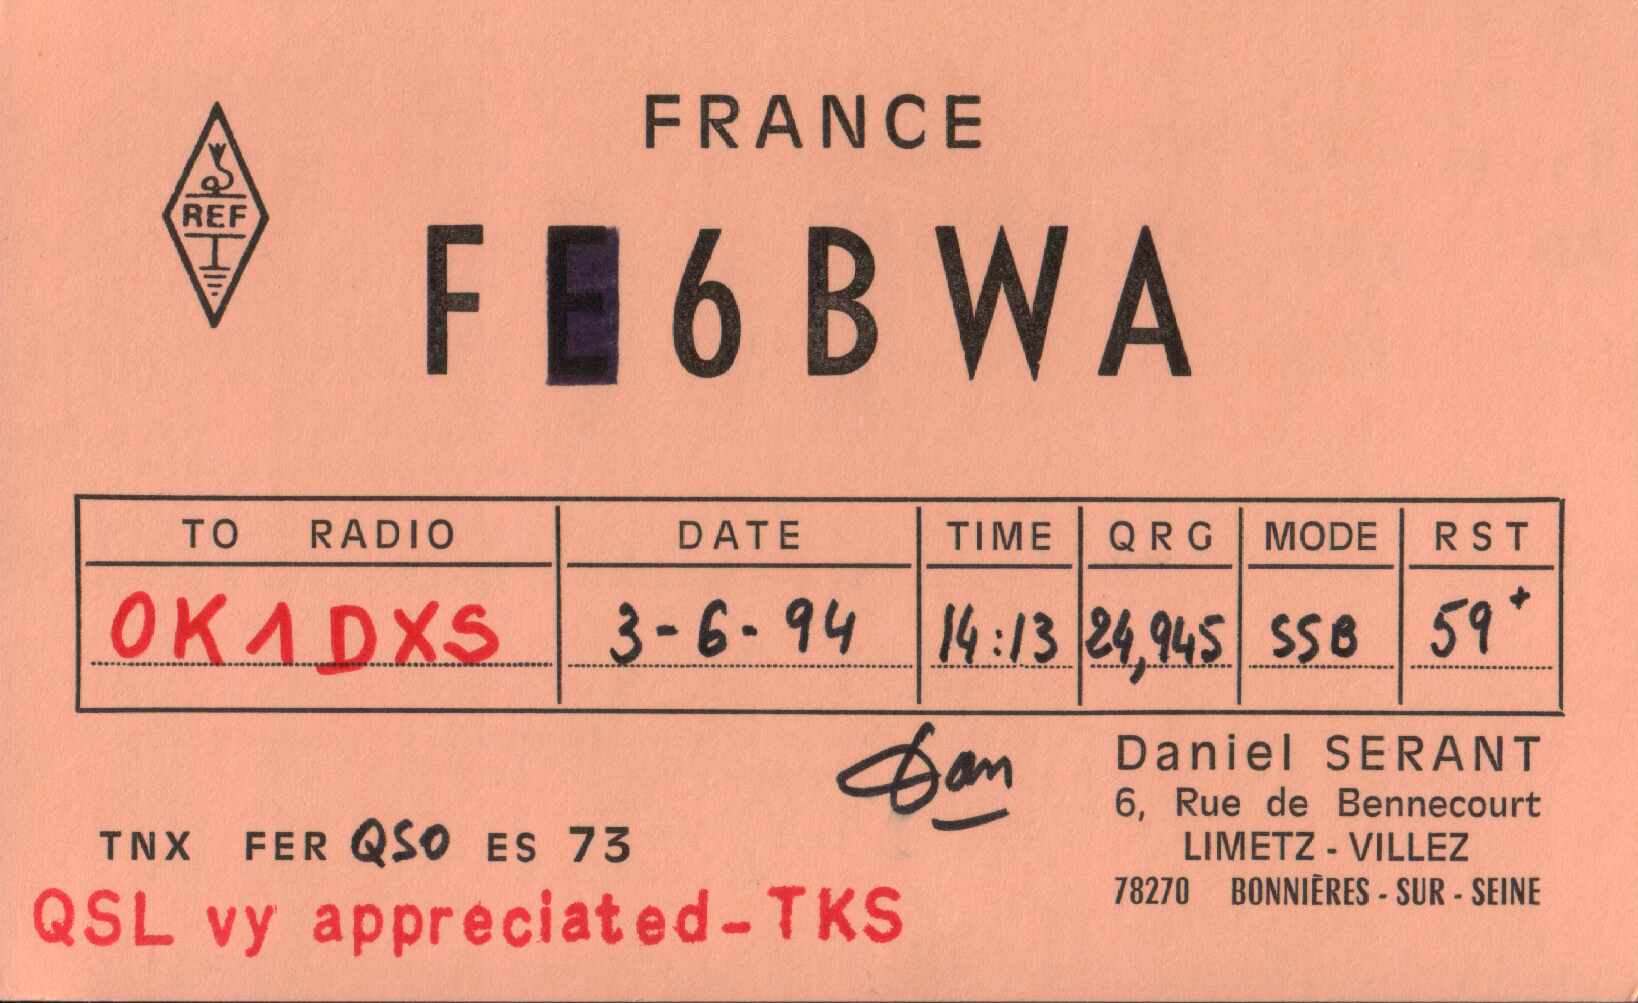 FRANCE
REF
FE6BWA
TO RADIO DATE TIME QRG MODE RST
OK1DXS 3-6-94 14:13 24,945 SSB 59+
Dan
Daniel SERANT
6, Rue de Bennecourt
LIMETZ - VILLEZ
78270 BONNIÈRES - SUR - SEINE
TNX FER QSO ES 73
QSL vy appreciated-TKS